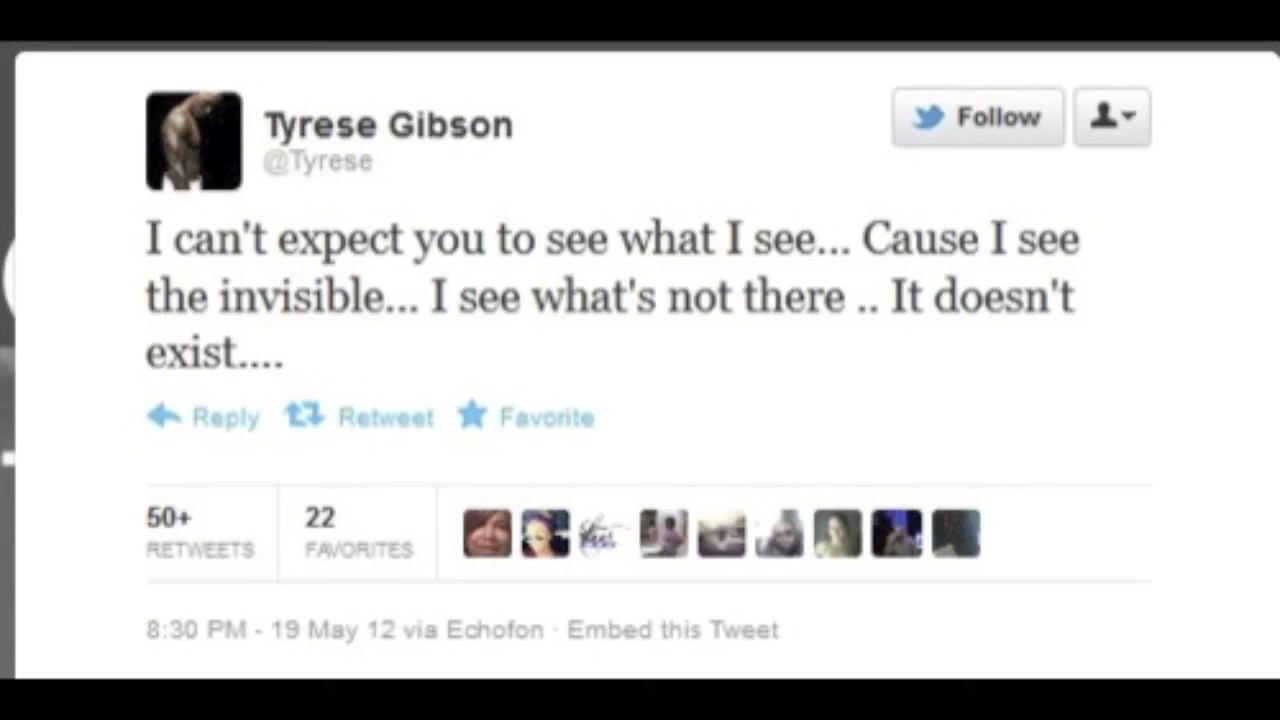 Tyrese Gibson
@Tyrese
Follow
I can't expect you to see what I see... Cause I see
the invisible... I see what's not there .. It doesn't
exist....
Reply Retweet Favorite
50+ 22
RETWEETS FAVORITES
8:30 PM - 19 May 12 via Echofon · Embed this Tweet